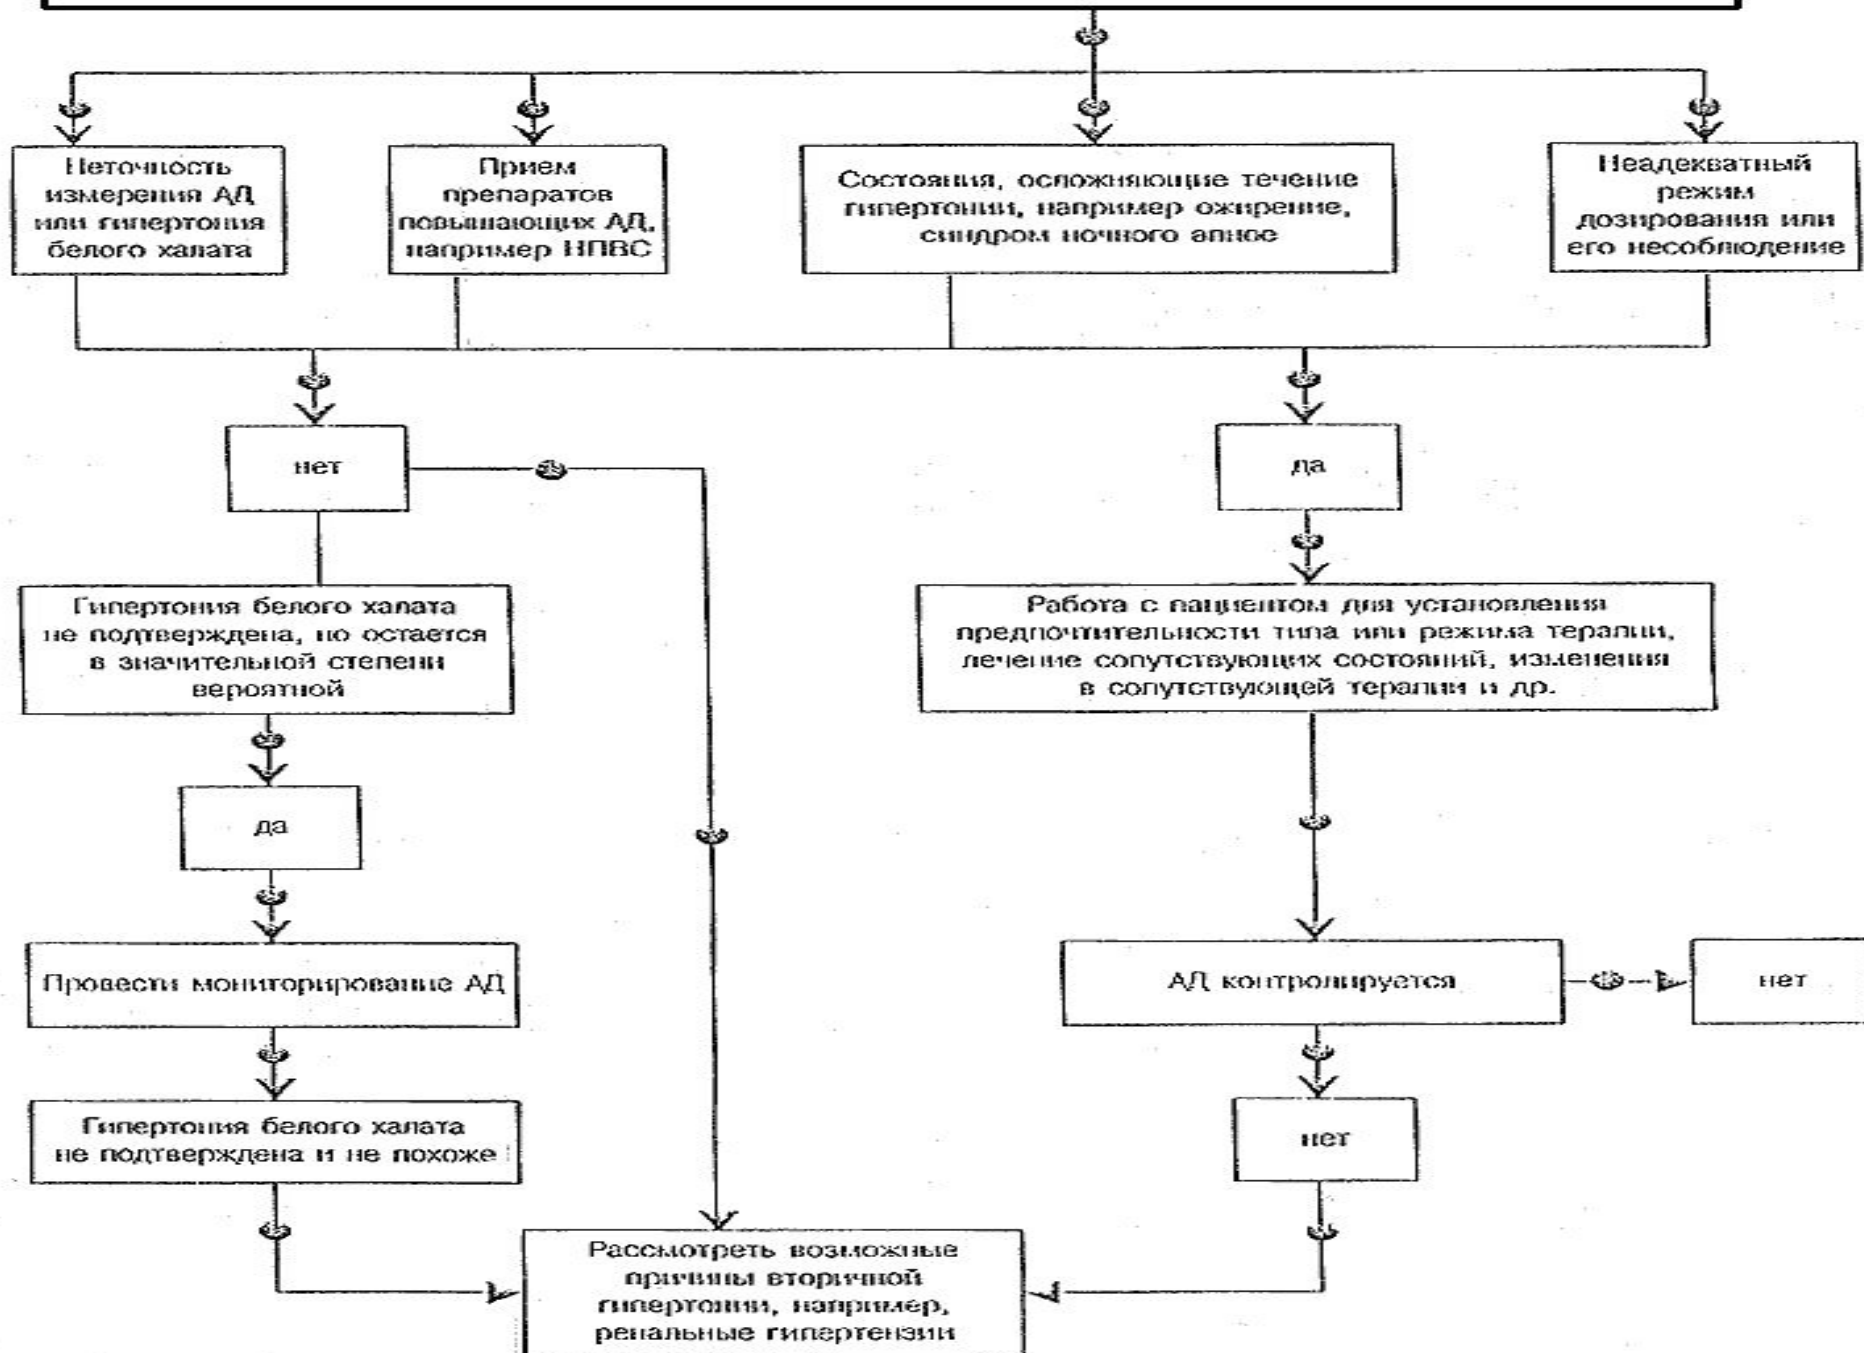 Неточность
измерения АД
или гипертония
белого халата
Прием
препаратов
повышающих АД,
например НПВС
Состояния, осложняющие течение
гипертонии, например ожирение,
синдром ночного апноэ
Неадекватный
режим
дозирования или
его несоблюдение
нет
да
Гипертония белого халата
не подтверждена, но остается
в значительной степени
вероятной
Работа с пациентом для установления
предпочтительности типа или режима терапии,
лечение сопутствующих состояний, изменения
в сопутствующей терапии и др.
да
Провести мониторирование АД
АД контролируется
нет
Гипертония белого халата
не подтверждена и не похоже
нет
Рассмотреть возможные
причины вторичной
гипертонии, например,
ренальные гипертензии